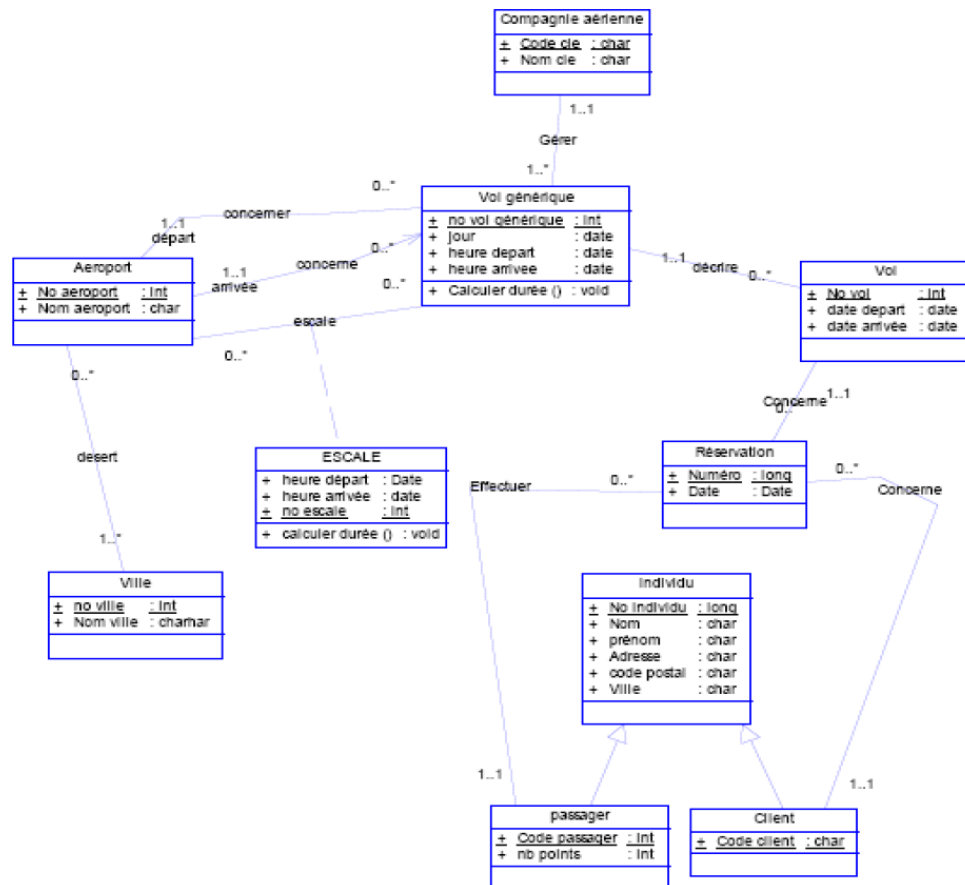 Compagnie aérienne
+ Code cie : char
+ Nom cie : char
1..1
Gérer
1..*
0..*
concerner
1..1
départ
Vol générique
+ no vol générique : Int
+ jour : date
+ heure depart : date
+ heure arrivee : date
+ Calculer durée () : void
0..*
concerne
1..1
arrivée
0..*
1..1
décrire
0..*
Aeroport
+ No aeroport : Int
+ Nom aeroport : char
Vol
+ No vol : Int
+ date depart : date
+ date arrivée : date
escale
0..*
0..*
1..1
Concerne
0..
desert
ESCALE
+ heure départ : Date
+ heure arrivée : date
+ no escale : Int
+ calculer durée () : void
Réservation
+ Numéro : long
+ Date : Date
Effectuer
0..*
0..*
Concerne
1..*
Ville
+ no ville : Int
+ Nom ville : charhar
Individu
+ No individu : long
+ Nom : char
+ prénom : char
+ Adresse : char
+ code postal : char
+ Ville : char
1..1
1..1
passager
+ Code passager : Int
+ nb points : Int
Client
+ Code client : char